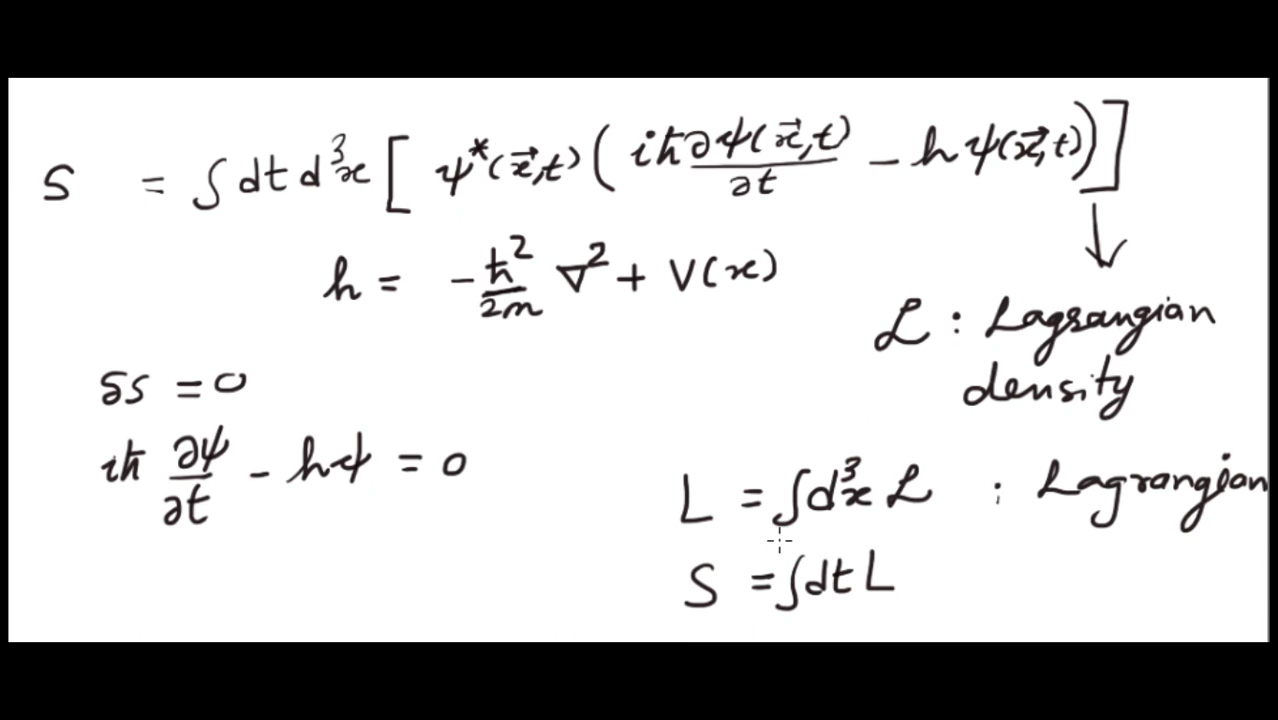 S = ∫ dt d³x [ ψ*(x⃗,t) ( iħ ∂ψ(x⃗,t)/∂t − h ψ(x⃗,t) ) ]
h = − ħ²/2m ∇² + V(x)
ℒ : Lagrangian
density
δS = 0
iħ ∂ψ/∂t − hψ = 0
L = ∫ d³x ℒ : Lagrangian
S = ∫ dt L